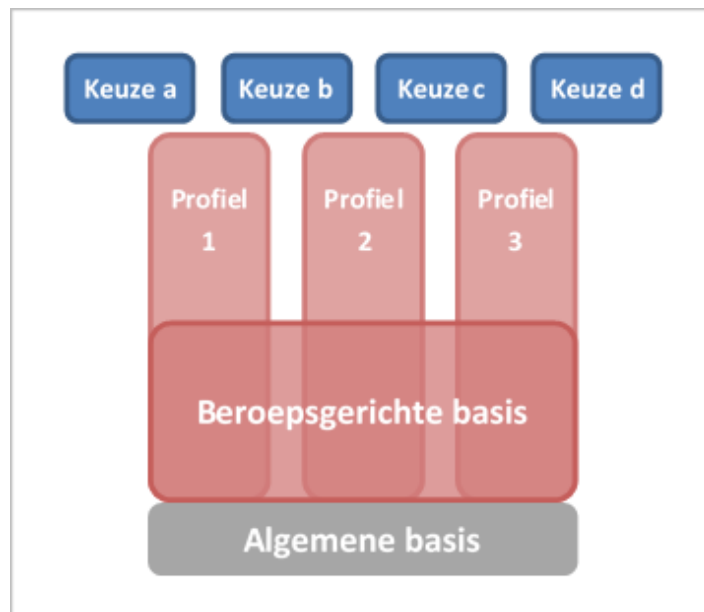 Keuze a
Keuze b
Keuze c
Keuze d
Profiel
1
Profiel
2
Profiel
3
Beroepsgerichte basis
Algemene basis